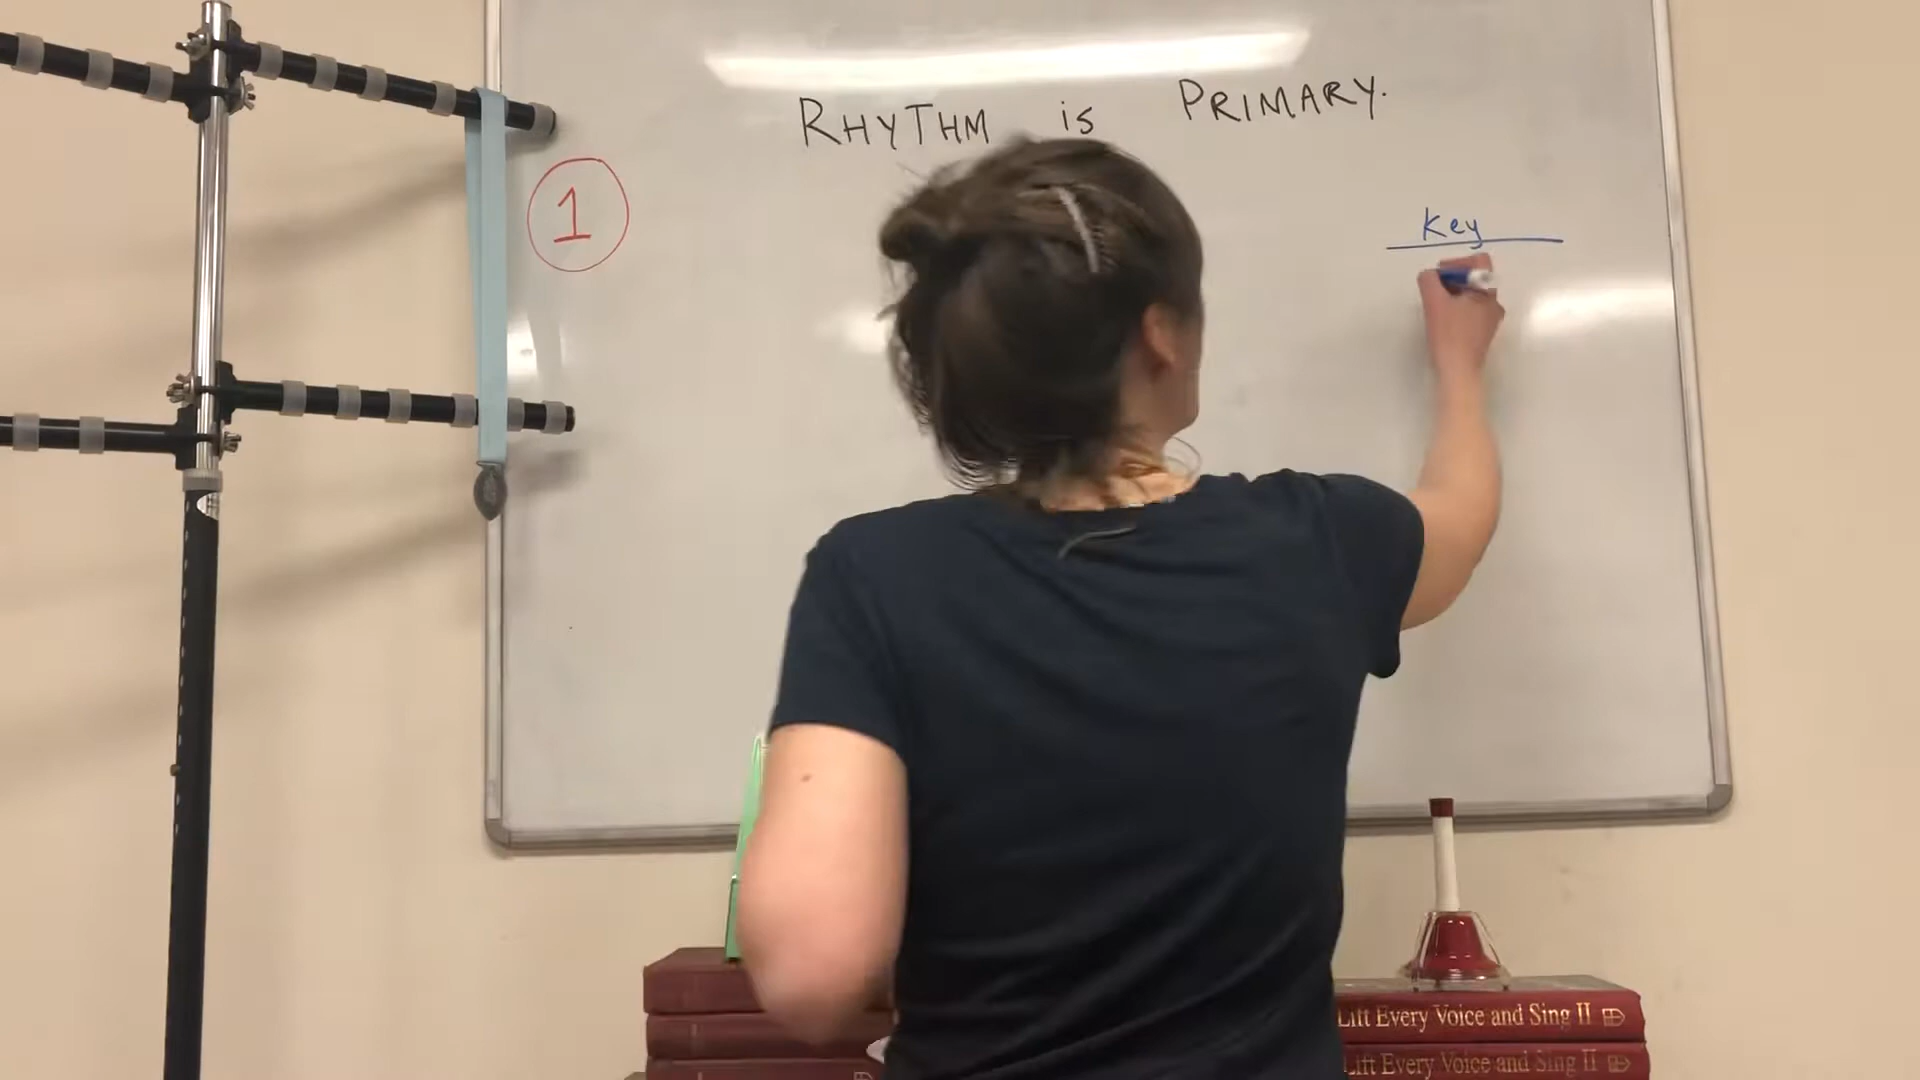 RHYTHM is PRIMARY.
1
Key
Lift Every Voice and Sing II
Lift Every Voice and Sing II